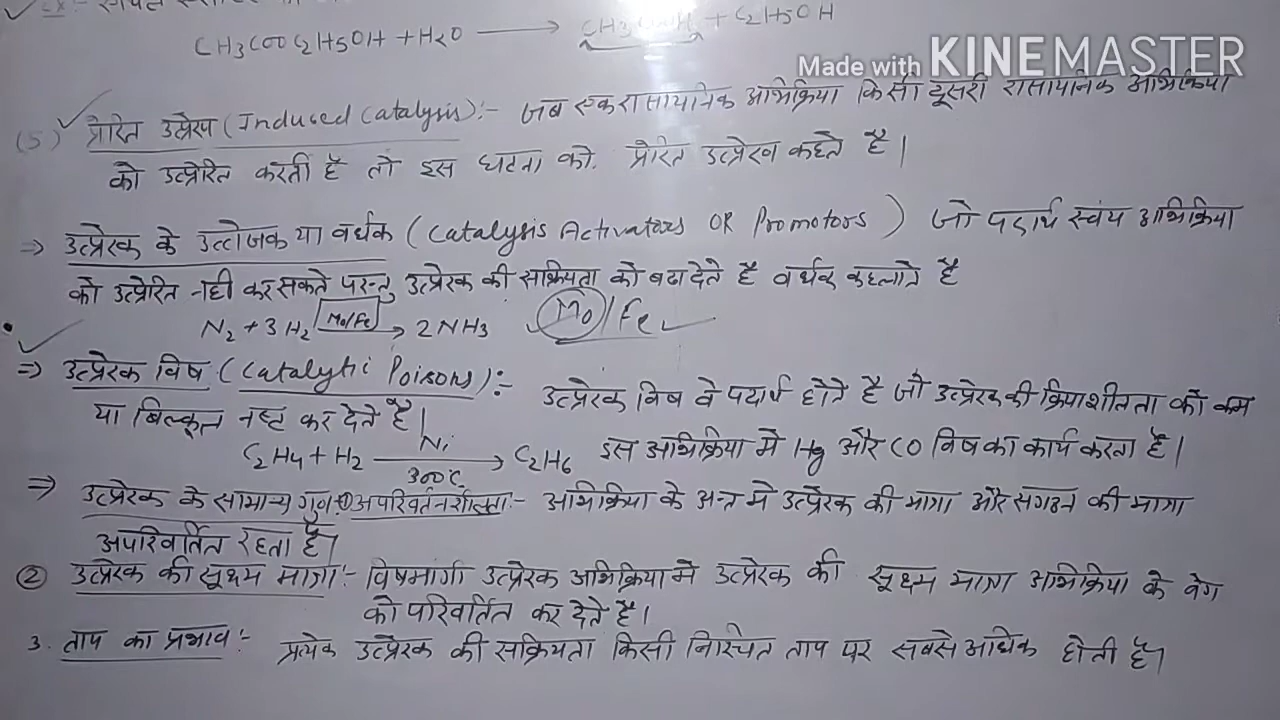 Ex:-
CH3COOC2H5OH + H2O ⟶ CH3COOH + C2H5OH
Made with KINEMASTER
(5) प्रेरित उत्प्रेरण (Induced Catalysis):- जब एक रासायनिक अभिक्रिया किसी दूसरी रासायनिक अभिक्रिया
को उत्प्रेरित करती है तो इस घटना को. प्रेरित उत्प्रेरण कहते है।
⇒ उत्प्रेरक के उत्तोजक या वर्धक (Catalysis Activators OR Promotors) जो पदार्थ स्वंय अभिक्रिया
को उत्प्रेरित नही कर सकते परन्तु उत्प्रेरक की सक्रियता को बढा देते है वर्धक कहलाते है
N2 + 3H2 Mo/Fe ⟶ 2NH3 Mo/Fe
⇒ उत्प्रेरक विष (Catalytic Poisons):- उत्प्रेरक विष वे पदार्थ होते है जो उत्प्रेरक की क्रियाशीलता को कम
या बिल्कुल नष्ट कर देते है।
C2H4 + H2 Ni ⟶ 300°C C2H6 इस अभिक्रिया मे Hg और CO विष का कार्य करता है।
⇒ उत्प्रेरक के सामान्य गुण:- ① अपरिवर्तनशीलता:- अभिक्रिया के अन्त मे उत्प्रेरक की मात्रा और संगठन की मात्रा
अपरिवर्तित रहता है।
② उत्प्रेरक की सूक्ष्म मात्रा:- विषमांगी उत्प्रेरक अभिक्रिया मे उत्प्रेरक की सूक्ष्म मात्रा अभिक्रिया के वेग
को परिवर्तित कर देते है।
3. ताप का प्रभाव:- प्रत्येक उत्प्रेरक की सक्रियता किसी निश्चित ताप पर सबसे अधिक होती है।